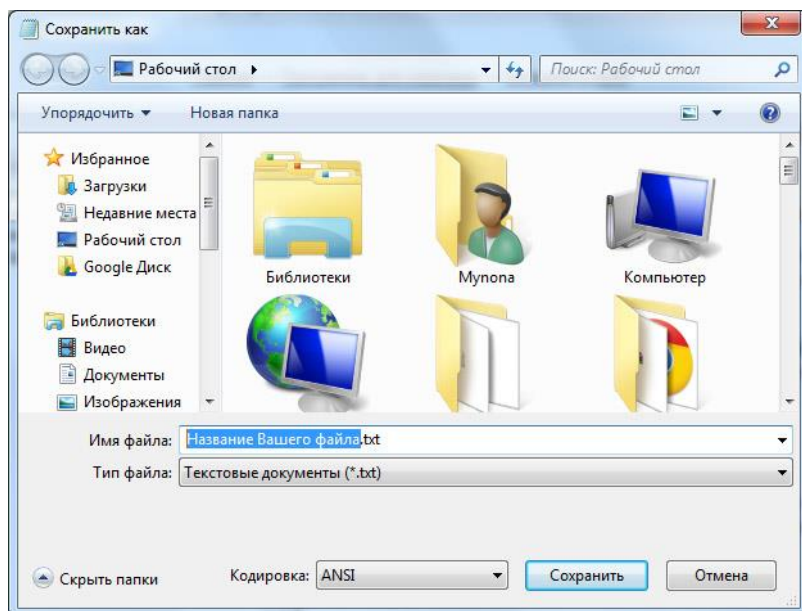 Сохранить как
Рабочий стол
Поиск: Рабочий стол
Упорядочить
Новая папка
Избранное
Загрузки
Недавние места
Рабочий стол
Google Диск
Библиотеки
Видео
Документы
Изображения
Библиотеки
Mynona
Компьютер
Имя файла: Название Вашего файла.txt
Тип файла: Текстовые документы (*.txt)
Скрыть папки
Кодировка: ANSI
Сохранить
Отмена